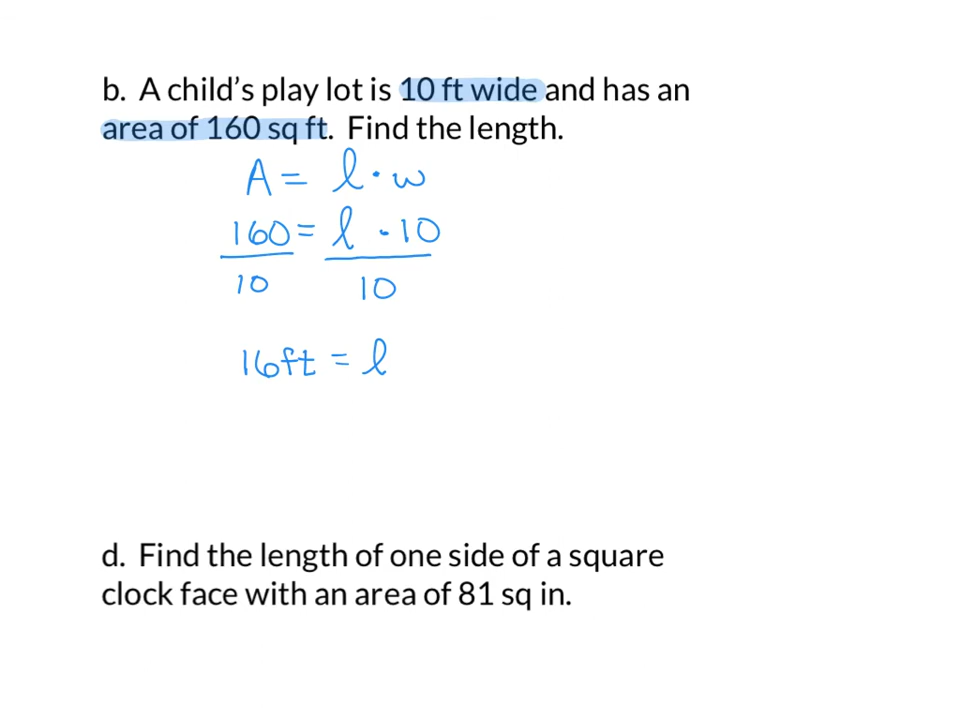 b. A child's play lot is 10 ft wide and has an
area of 160 sq ft. Find the length.
A = l · w
160 = l · 10
10 10
16ft = l
d. Find the length of one side of a square
clock face with an area of 81 sq in.